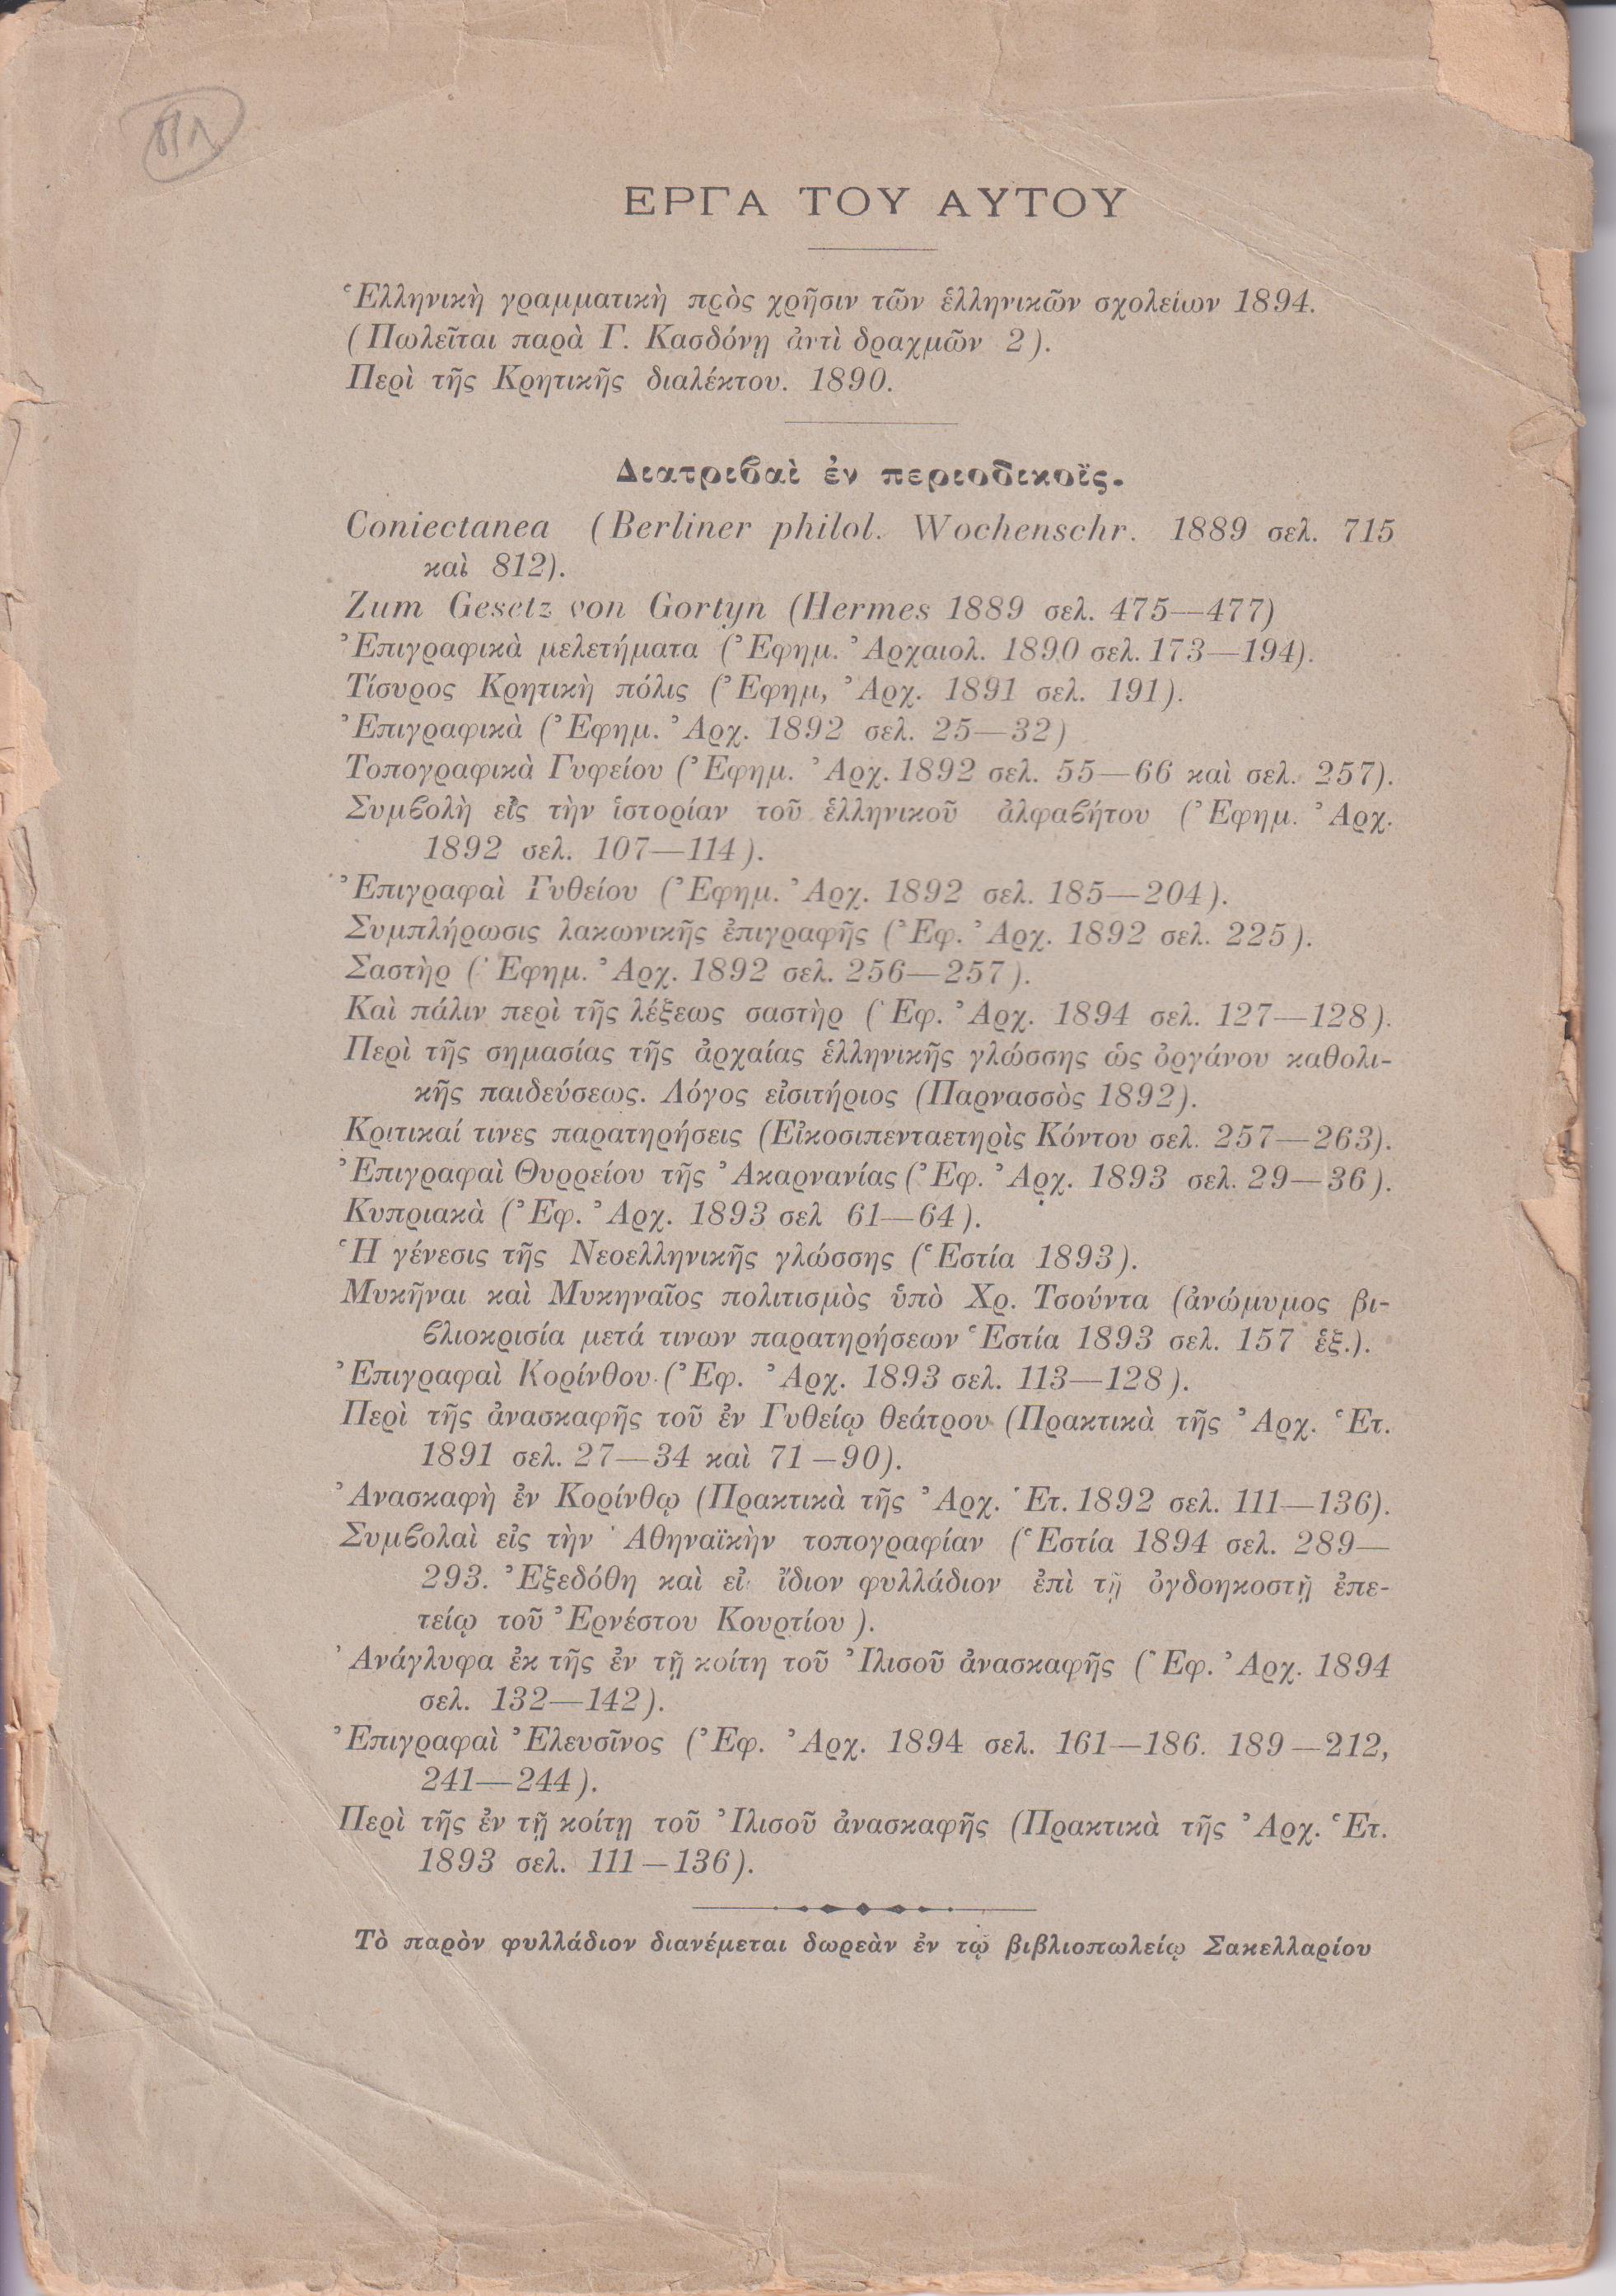 ΕΡΓΑ ΤΟΥ ΑΥΤΟΥ
Ἑλληνικὴ γραμματικὴ πρὸς χρῆσιν τῶν ἑλληνικῶν σχολείων 1894.
(Πωλεῖται παρὰ Γ. Κασδόνῃ ἀντὶ δραχμῶν 2).
Περὶ τῆς Κρητικῆς διαλέκτου. 1890.
Διατριϐαὶ ἐν περιοδικοῖς.
Coniectanea (Berliner philol. Wochenschr. 1889 σελ. 715
καὶ 812).
Zum Gesetz von Gortyn (Hermes 1889 σελ. 475—477)
Ἐπιγραφικὰ μελετήματα (Ἐφημ. Ἀρχαιολ. 1890 σελ. 173—194).
Τίσυρος Κρητικὴ πόλις (Ἐφημ, Ἀρχ. 1891 σελ. 191).
Ἐπιγραφικὰ (Ἐφημ. Ἀρχ. 1892 σελ. 25—32)
Τοπογραφικὰ Γυφείου (Ἐφημ. Ἀρχ. 1892 σελ. 55—66 καὶ σελ. 257).
Συμϐολὴ εἰς τὴν ἱστορίαν τοῦ ἑλληνικοῦ ἀλφαϐήτου (Ἐφημ. Ἀρχ.
1892 σελ. 107—114).
Ἐπιγραφαὶ Γυθείου (Ἐφημ. Ἀρχ. 1892 σελ. 185—204).
Συμπλήρωσις λακωνικῆς ἐπιγραφῆς (Ἐφ. Ἀρχ. 1892 σελ. 225).
Σαστὴρ (Ἐφημ. Ἀρχ. 1892 σελ. 256—257).
Καὶ πάλιν περὶ τῆς λέξεως σαστὴρ (Ἐφ. Ἀρχ. 1894 σελ. 127—128).
Περὶ τῆς σημασίας τῆς ἀρχαίας ἑλληνικῆς γλώσσης ὡς ὀργάνου καθολι-
κῆς παιδεύσεως. Λόγος εἰσιτήριος (Παρνασσὸς 1892).
Κριτικαί τινες παρατηρήσεις (Εἰκοσιπενταετηρὶς Κόντου σελ. 257—263).
Ἐπιγραφαὶ Θυρρείου τῆς Ἀκαρνανίας (Ἐφ. Ἀρχ. 1893 σελ. 29—36).
Κυπριακὰ (Ἐφ. Ἀρχ. 1893 σελ 61—64).
Ἡ γένεσις τῆς Νεοελληνικῆς γλώσσης (Ἑστία 1893).
Μυκῆναι καὶ Μυκηναῖος πολιτισμὸς ὑπὸ Χρ. Τσούντα (ἀνώμυμος βι-
ϐλιοκρισία μετά τινων παρατηρήσεων Ἑστία 1893 σελ. 157 ἑξ.).
Ἐπιγραφαὶ Κορίνθου (Ἐφ. Ἀρχ. 1893 σελ. 113—128).
Περὶ τῆς ἀνασκαφῆς τοῦ ἐν Γυθείῳ θεάτρου (Πρακτικὰ τῆς Ἀρχ. Ἑτ.
1891 σελ. 27—34 καὶ 71—90).
Ἀνασκαφὴ ἐν Κορίνθῳ (Πρακτικὰ τῆς Ἀρχ. Ἑτ. 1892 σελ. 111—136).
Συμϐολαὶ εἰς τὴν Ἀθηναϊκὴν τοπογραφίαν (Ἑστία 1894 σελ. 289—
293. Ἐξεδόθη καὶ εἰ ἴδιον φυλλάδιον ἐπὶ τῇ ὀγδοηκοστῇ ἐπε-
τείῳ τοῦ Ἐρνέστου Κουρτίου).
Ἀνάγλυφα ἐκ τῆς ἐν τῇ κοίτη τοῦ Ἰλισοῦ ἀνασκαφῆς (Ἐφ. Ἀρχ. 1894
σελ. 132—142).
Ἐπιγραφαὶ Ἐλευσῖνος (Ἐφ. Ἀρχ. 1894 σελ. 161—186. 189—212,
241—244).
Περὶ τῆς ἐν τῇ κοίτῃ τοῦ Ἰλισοῦ ἀνασκαφῆς (Πρακτικὰ τῆς Ἀρχ. Ἑτ.
1893 σελ. 111—136).
Τὸ παρὸν φυλλάδιον διανέμεται δωρεὰν ἐν τῷ βιβλιοπωλείῳ Σακελλαρίου